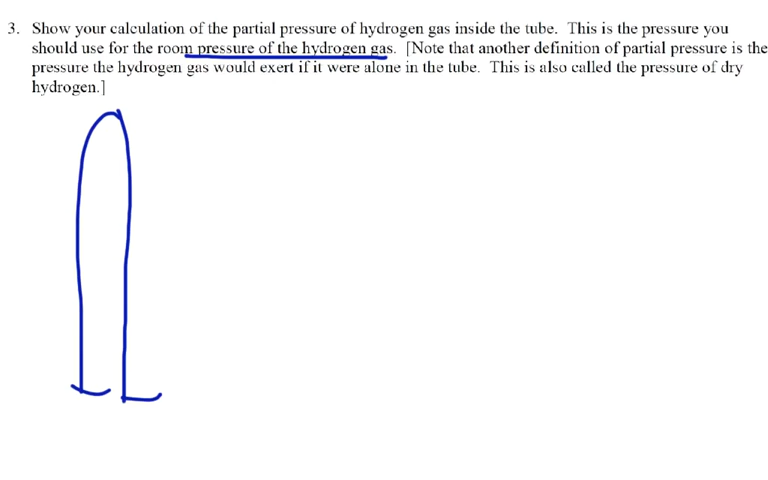 3. Show your calculation of the partial pressure of hydrogen gas inside the tube. This is the pressure you
should use for the room pressure of the hydrogen gas. [Note that another definition of partial pressure is the
pressure the hydrogen gas would exert if it were alone in the tube. This is also called the pressure of dry
hydrogen.]